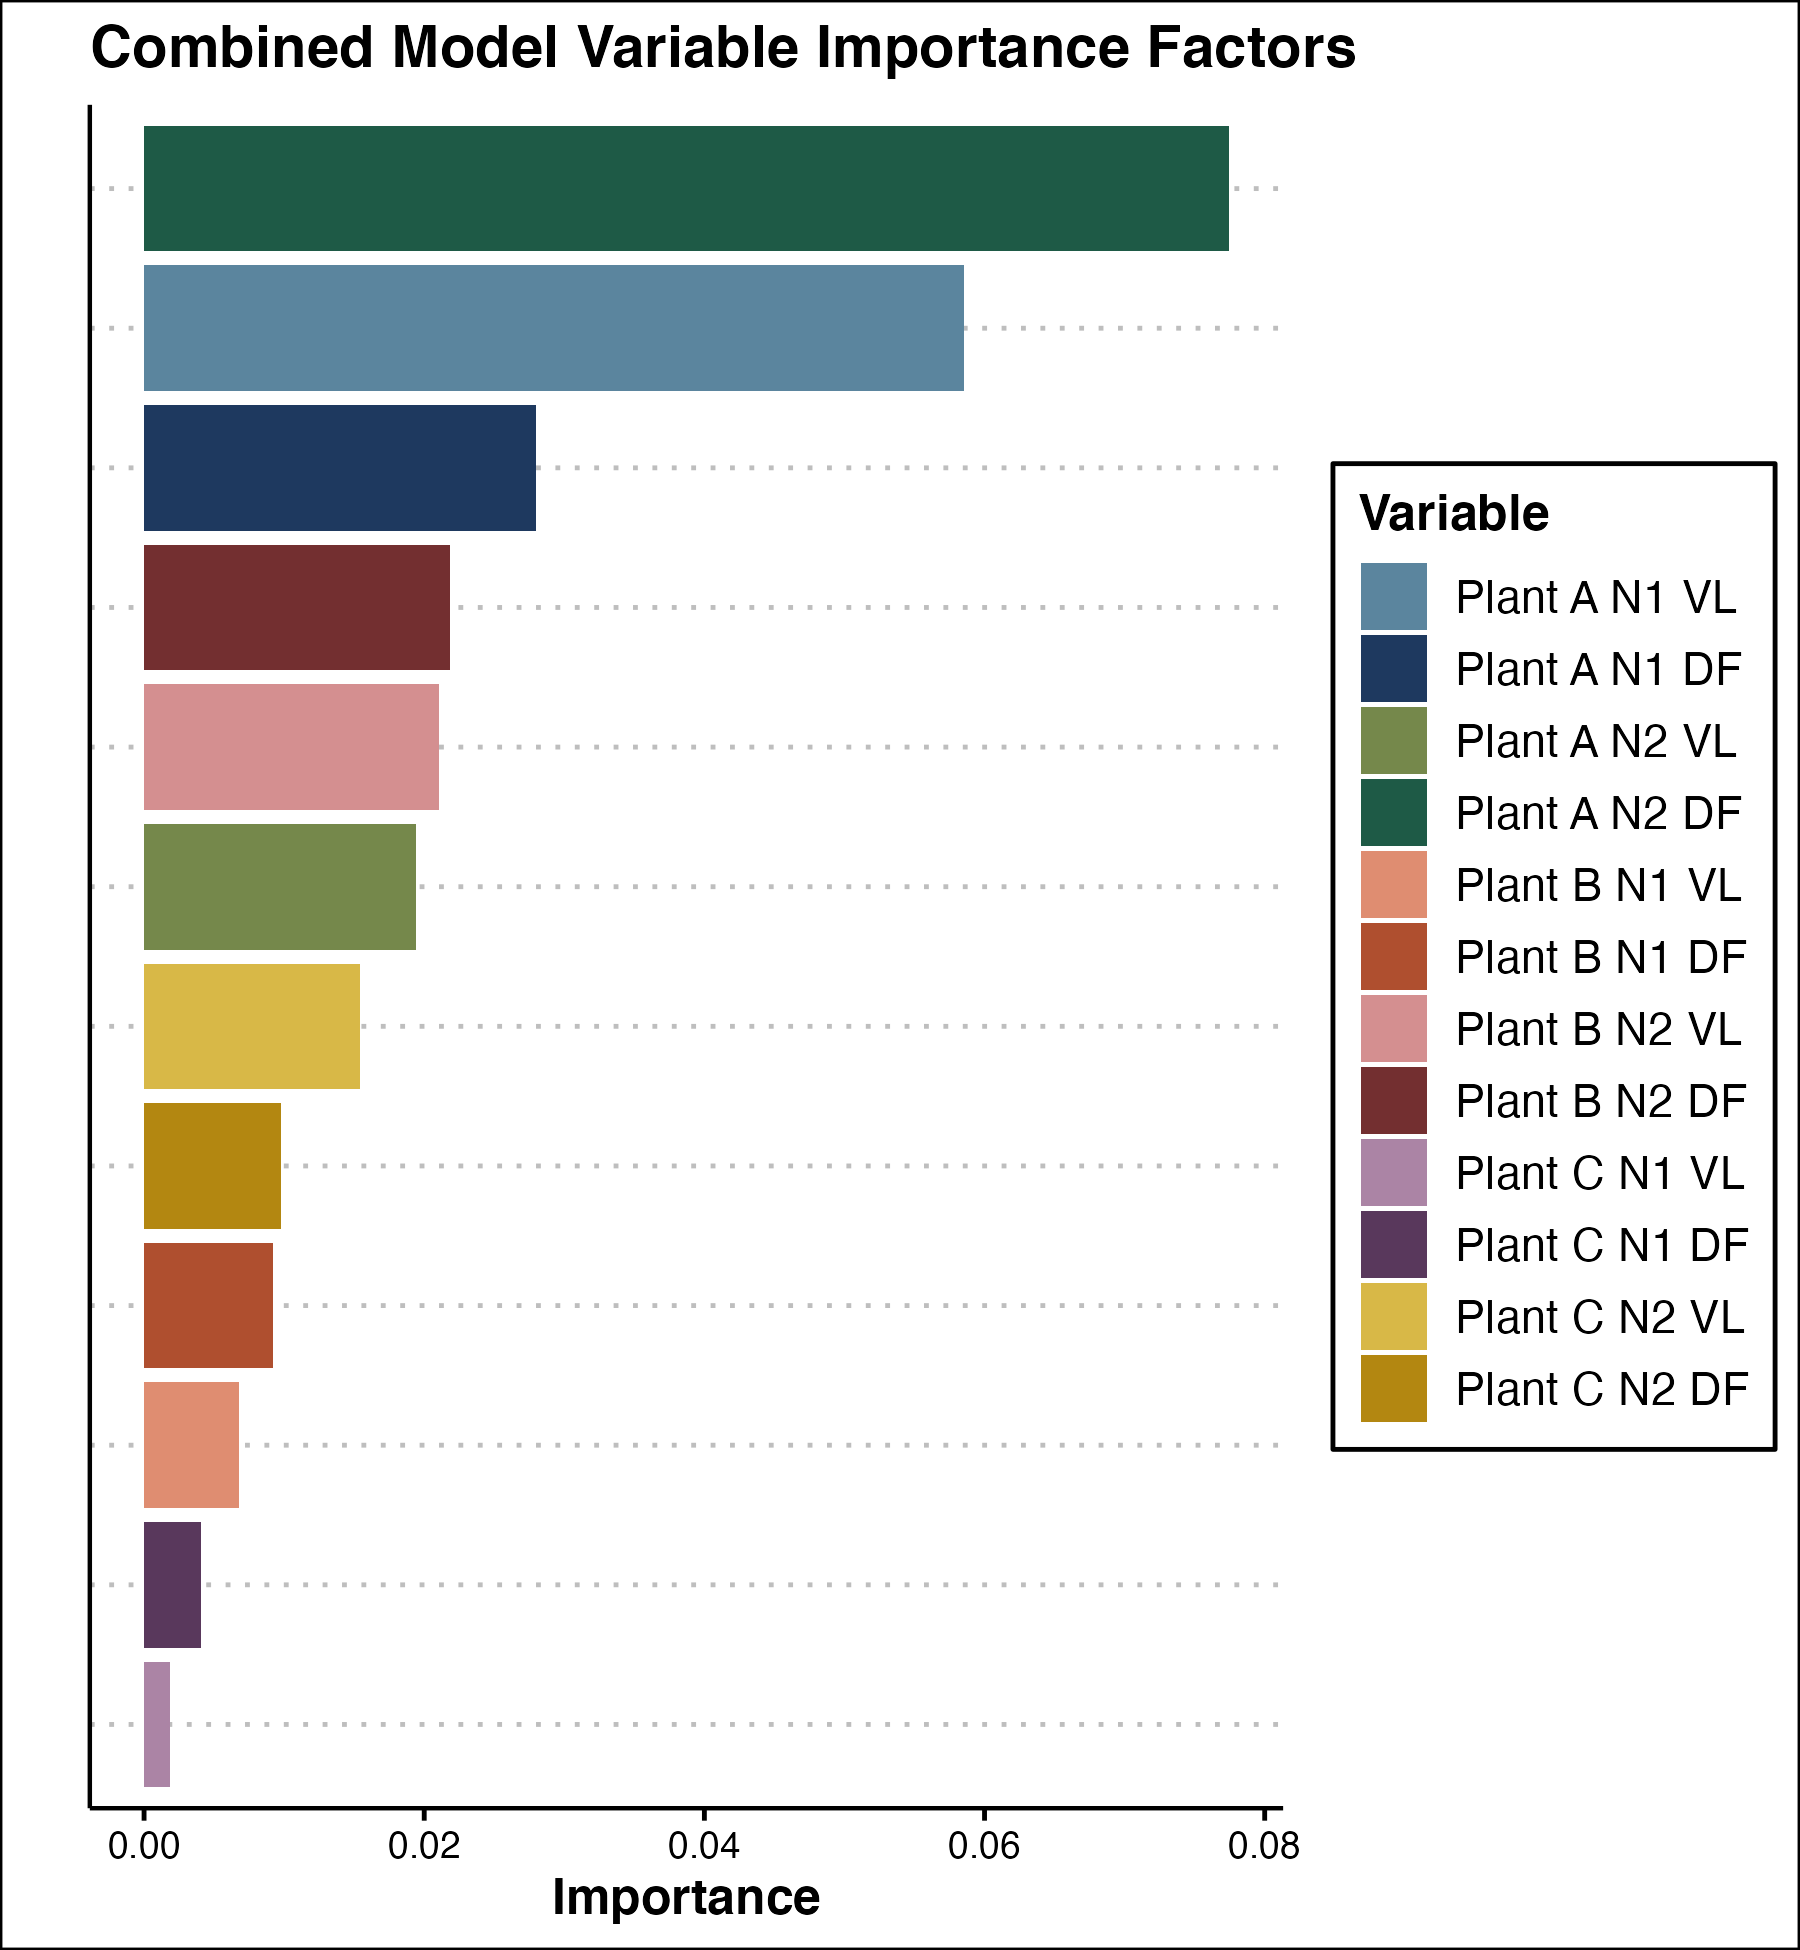 Combined Model Variable Importance Factors
Variable
Plant A N1 VL
Plant A N1 DF
Plant A N2 VL
Plant A N2 DF
Plant B N1 VL
Plant B N1 DF
Plant B N2 VL
Plant B N2 DF
Plant C N1 VL
Plant C N1 DF
Plant C N2 VL
Plant C N2 DF
0.00 0.02 0.04 0.06 0.08
Importance